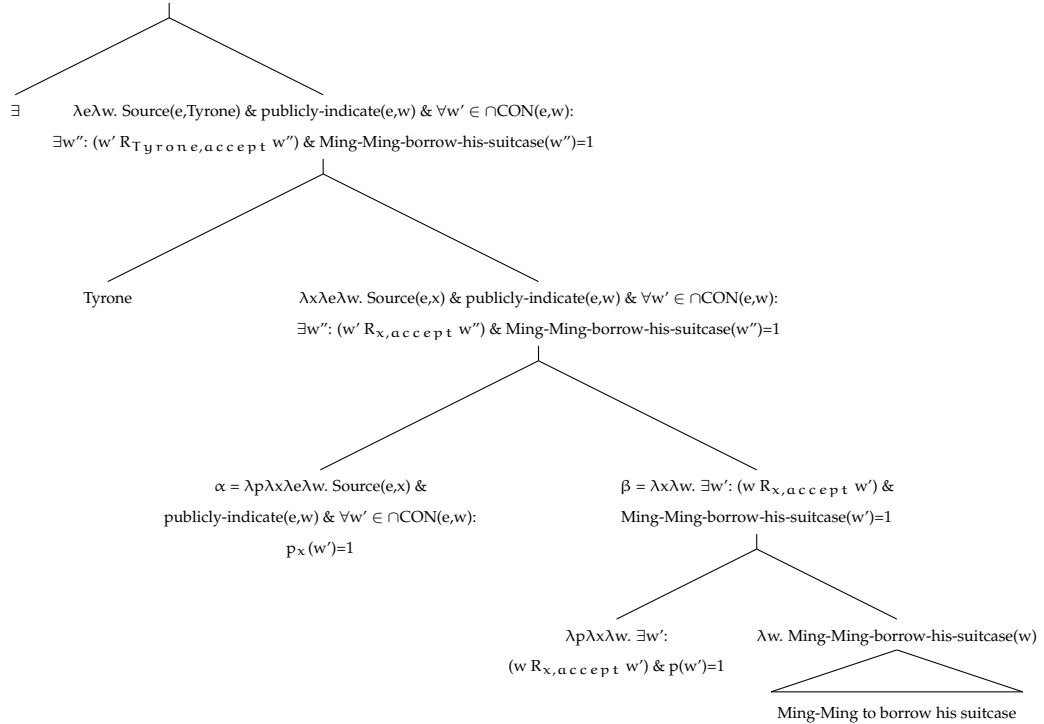 ∃
λeλw. Source(e,Tyrone) & publicly-indicate(e,w) & ∀w' ∈ ∩CON(e,w):
∃w'': (w' R_Tyrone,accept w'') & Ming-Ming-borrow-his-suitcase(w'')=1
Tyrone
λxλeλw. Source(e,x) & publicly-indicate(e,w) & ∀w' ∈ ∩CON(e,w):
∃w'': (w' R_x,accept w'') & Ming-Ming-borrow-his-suitcase(w'')=1
α = λpλxλeλw. Source(e,x) &
publicly-indicate(e,w) & ∀w' ∈ ∩CON(e,w):
p_x(w')=1
β = λxλw. ∃w': (w R_x,accept w') &
Ming-Ming-borrow-his-suitcase(w')=1
λpλxλw. ∃w':
(w R_x,accept w') & p(w')=1
λw. Ming-Ming-borrow-his-suitcase(w)
Ming-Ming to borrow his suitcase